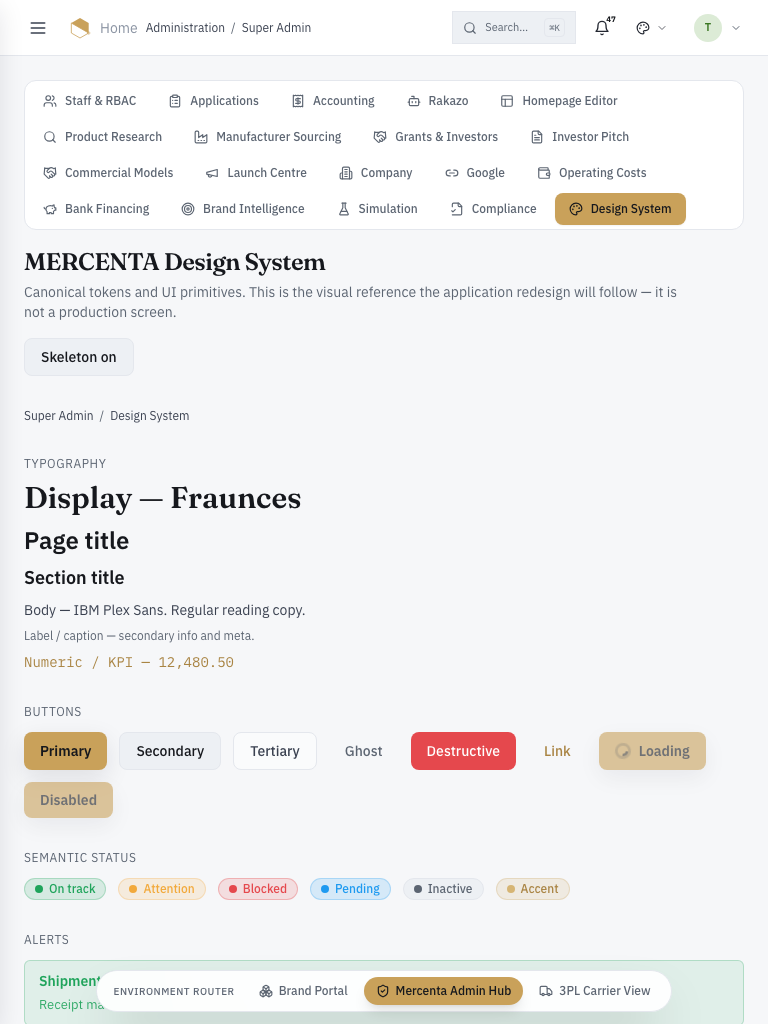 Home Administration / Super Admin Search... ⌘K 47 T
Staff & RBAC Applications Accounting Rakazo Homepage Editor
Product Research Manufacturer Sourcing Grants & Investors Investor Pitch
Commercial Models Launch Centre Company Google Operating Costs
Bank Financing Brand Intelligence Simulation Compliance Design System
MERCENTA Design System
Canonical tokens and UI primitives. This is the visual reference the application redesign will follow — it is
not a production screen.
Skeleton on
Super Admin / Design System
TYPOGRAPHY
Display — Fraunces
Page title
Section title
Body — IBM Plex Sans. Regular reading copy.
Label / caption — secondary info and meta.
Numeric / KPI — 12,480.50
BUTTONS
Primary Secondary Tertiary Ghost Destructive Link Loading
Disabled
SEMANTIC STATUS
On track Attention Blocked Pending Inactive Accent
ALERTS
Shipment
Receipt
ENVIRONMENT ROUTER Brand Portal Mercenta Admin Hub 3PL Carrier View